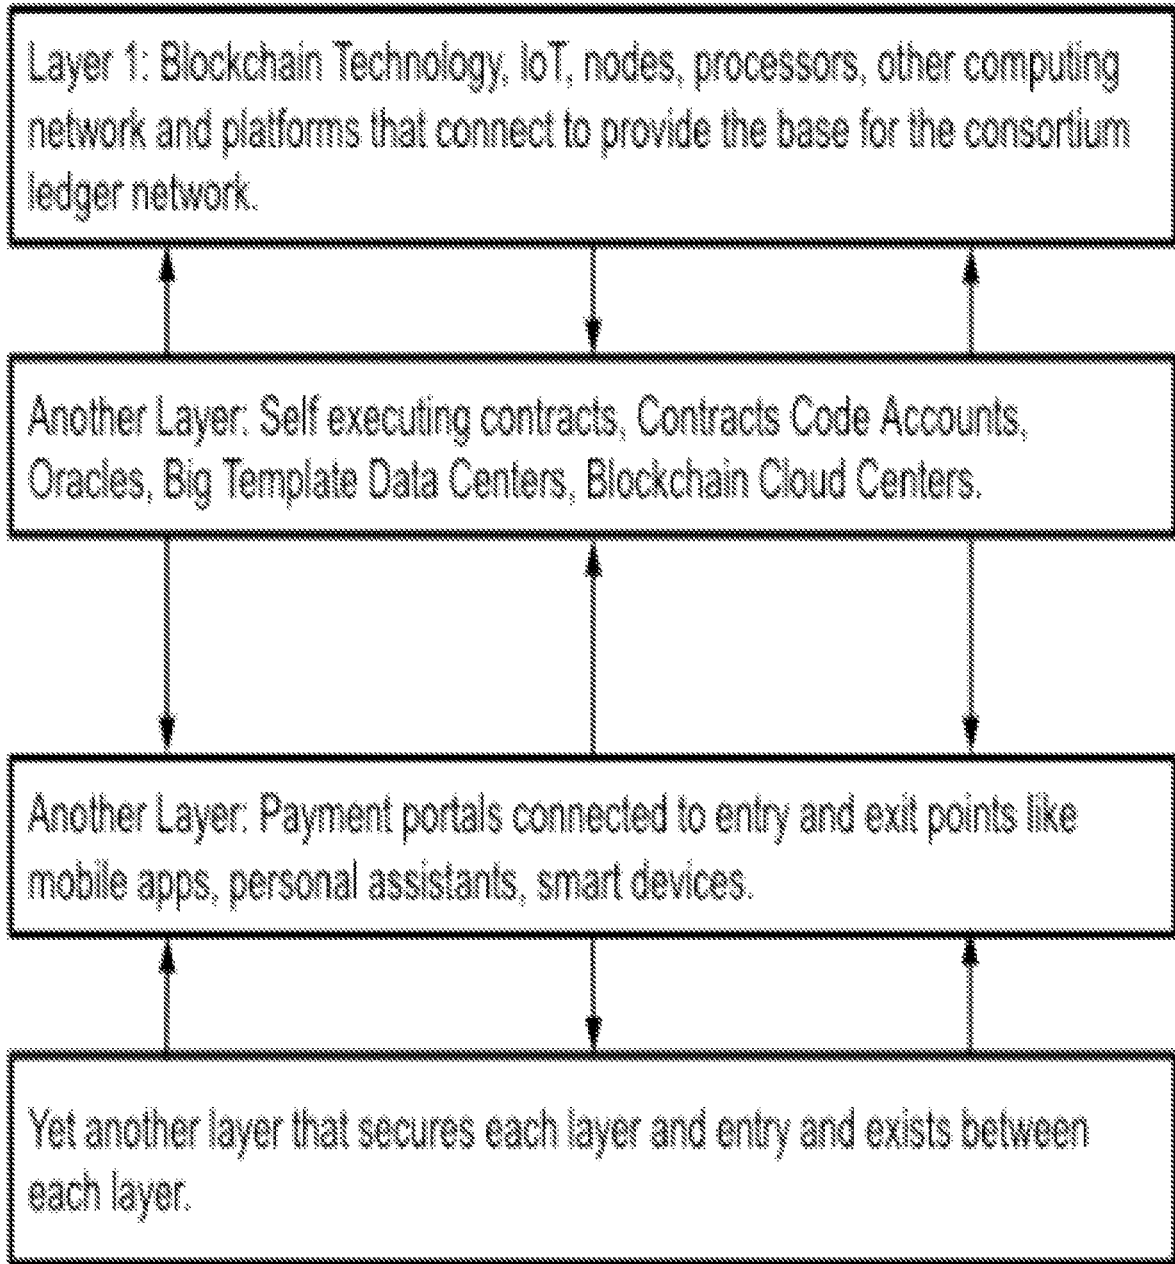 Layer 1: Blockchain Technology, IoT, nodes, processors, other computing
network and platforms that connect to provide the base for the consortium
ledger network.
Another Layer: Self executing contracts, Contracts Code Accounts,
Oracles, Big Template Data Centers, Blockchain Cloud Centers.
Another Layer: Payment portals connected to entry and exit points like
mobile apps, personal assistants, smart devices.
Yet another layer that secures each layer and entry and exists between
each layer.